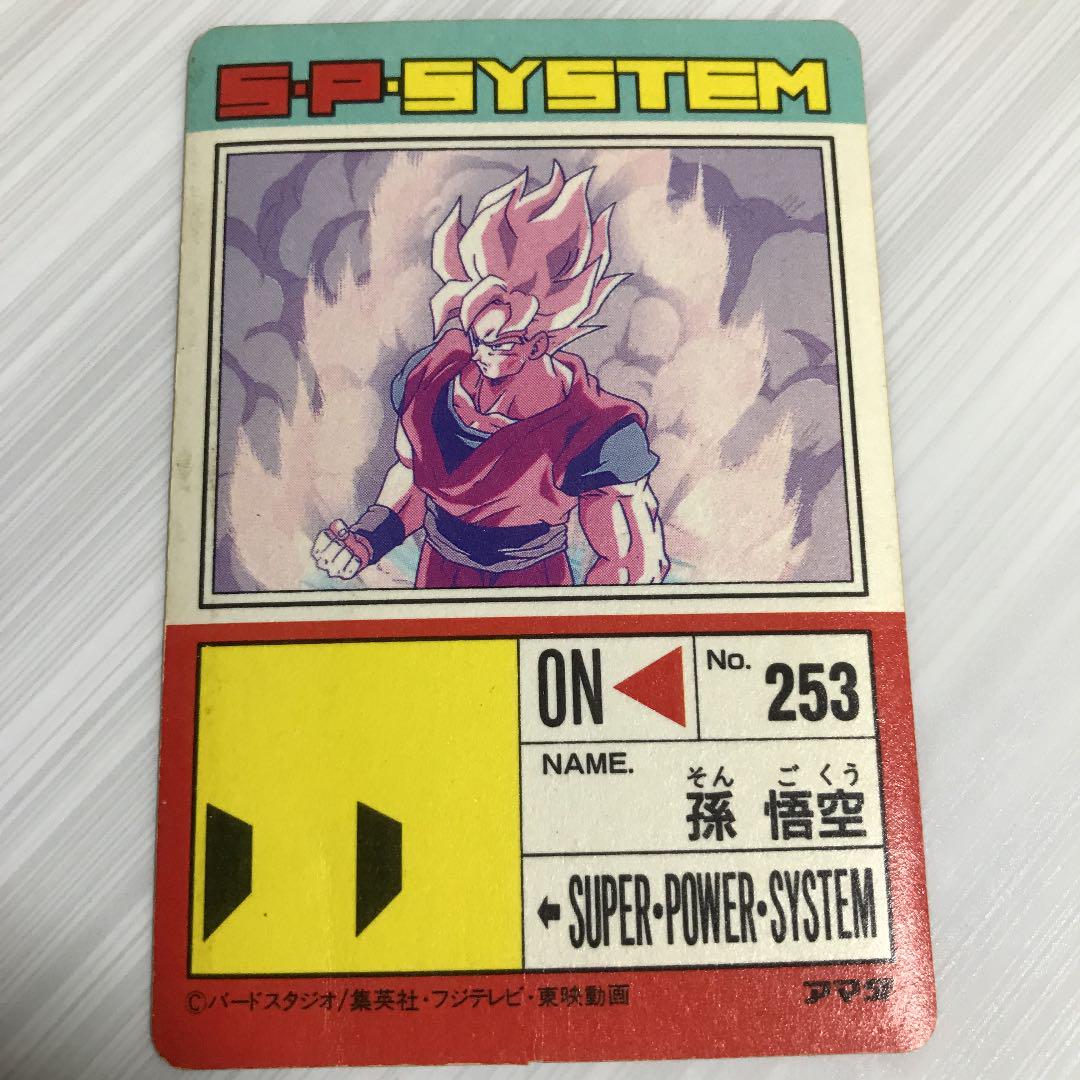 S·P·SYSTEM
ON
No. 253
NAME.
そん ご くう
孫 悟空
SUPER·POWER·SYSTEM
©バードスタジオ/集英社・フジテレビ・東映動画
アマダ